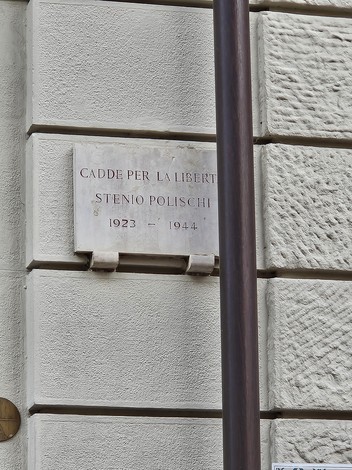 CADDE PER LA LIBERT
STENIO POLISCHI
1923 – 1944